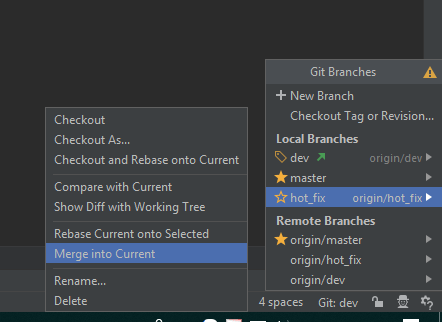 Git Branches
New Branch
Checkout Tag or Revision...
Local Branches
dev origin/dev
master
hot_fix origin/hot_fix
Remote Branches
origin/master
origin/hot_fix
origin/dev
Checkout
Checkout As...
Checkout and Rebase onto Current
Compare with Current
Show Diff with Working Tree
Rebase Current onto Selected
Merge into Current
Rename...
Delete
4 spaces Git: dev